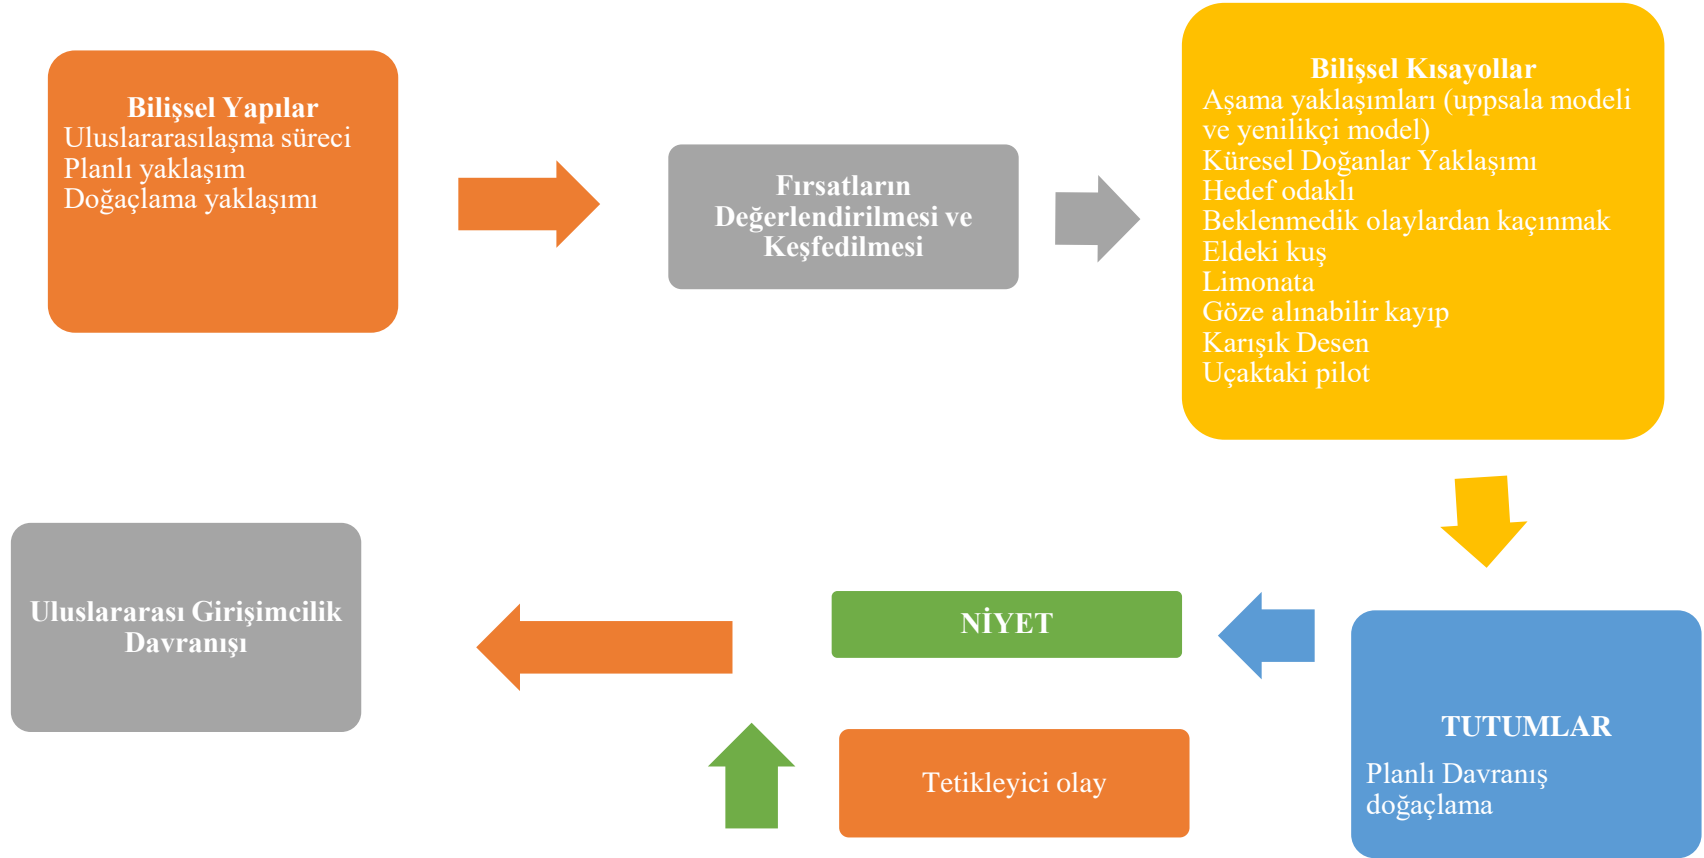 Bilişsel Yapılar
Uluslararasılaşma süreci
Planlı yaklaşım
Doğaçlama yaklaşımı
Fırsatların
Değerlendirilmesi ve
Keşfedilmesi
Bilişsel Kısayollar
Aşama yaklaşımları (uppsala modeli
ve yenilikçi model)
Küresel Doğanlar Yaklaşımı
Hedef odaklı
Beklenmedik olaylardan kaçınmak
Eldeki kuş
Limonata
Göze alınabilir kayıp
Karışık Desen
Uçaktaki pilot
TUTUMLAR
Planlı Davranış
doğaçlama
NİYET
Tetikleyici olay
Uluslararası Girişimcilik
Davranışı